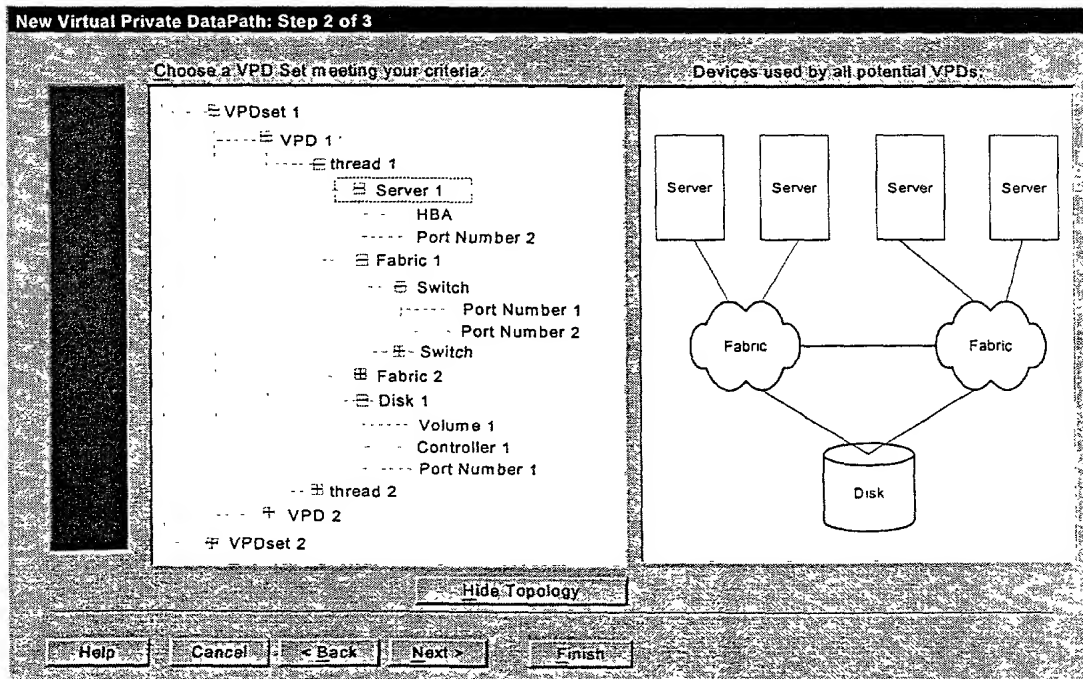 New Virtual Private DataPath: Step 2 of 3
Choose a VPD Set meeting your criteria:
VPDset 1
VPD 1
thread 1
Server 1
HBA
Port Number 2
Fabric 1
Switch
Port Number 1
Port Number 2
Switch
Fabric 2
Disk 1
Volume 1
Controller 1
Port Number 1
thread 2
VPD 2
VPDset 2
Devices used by all potential VPDs:
Server
Server
Server
Server
Fabric
Fabric
Disk
Hide Topology
Help
Cancel
< Back
Next >
Finish